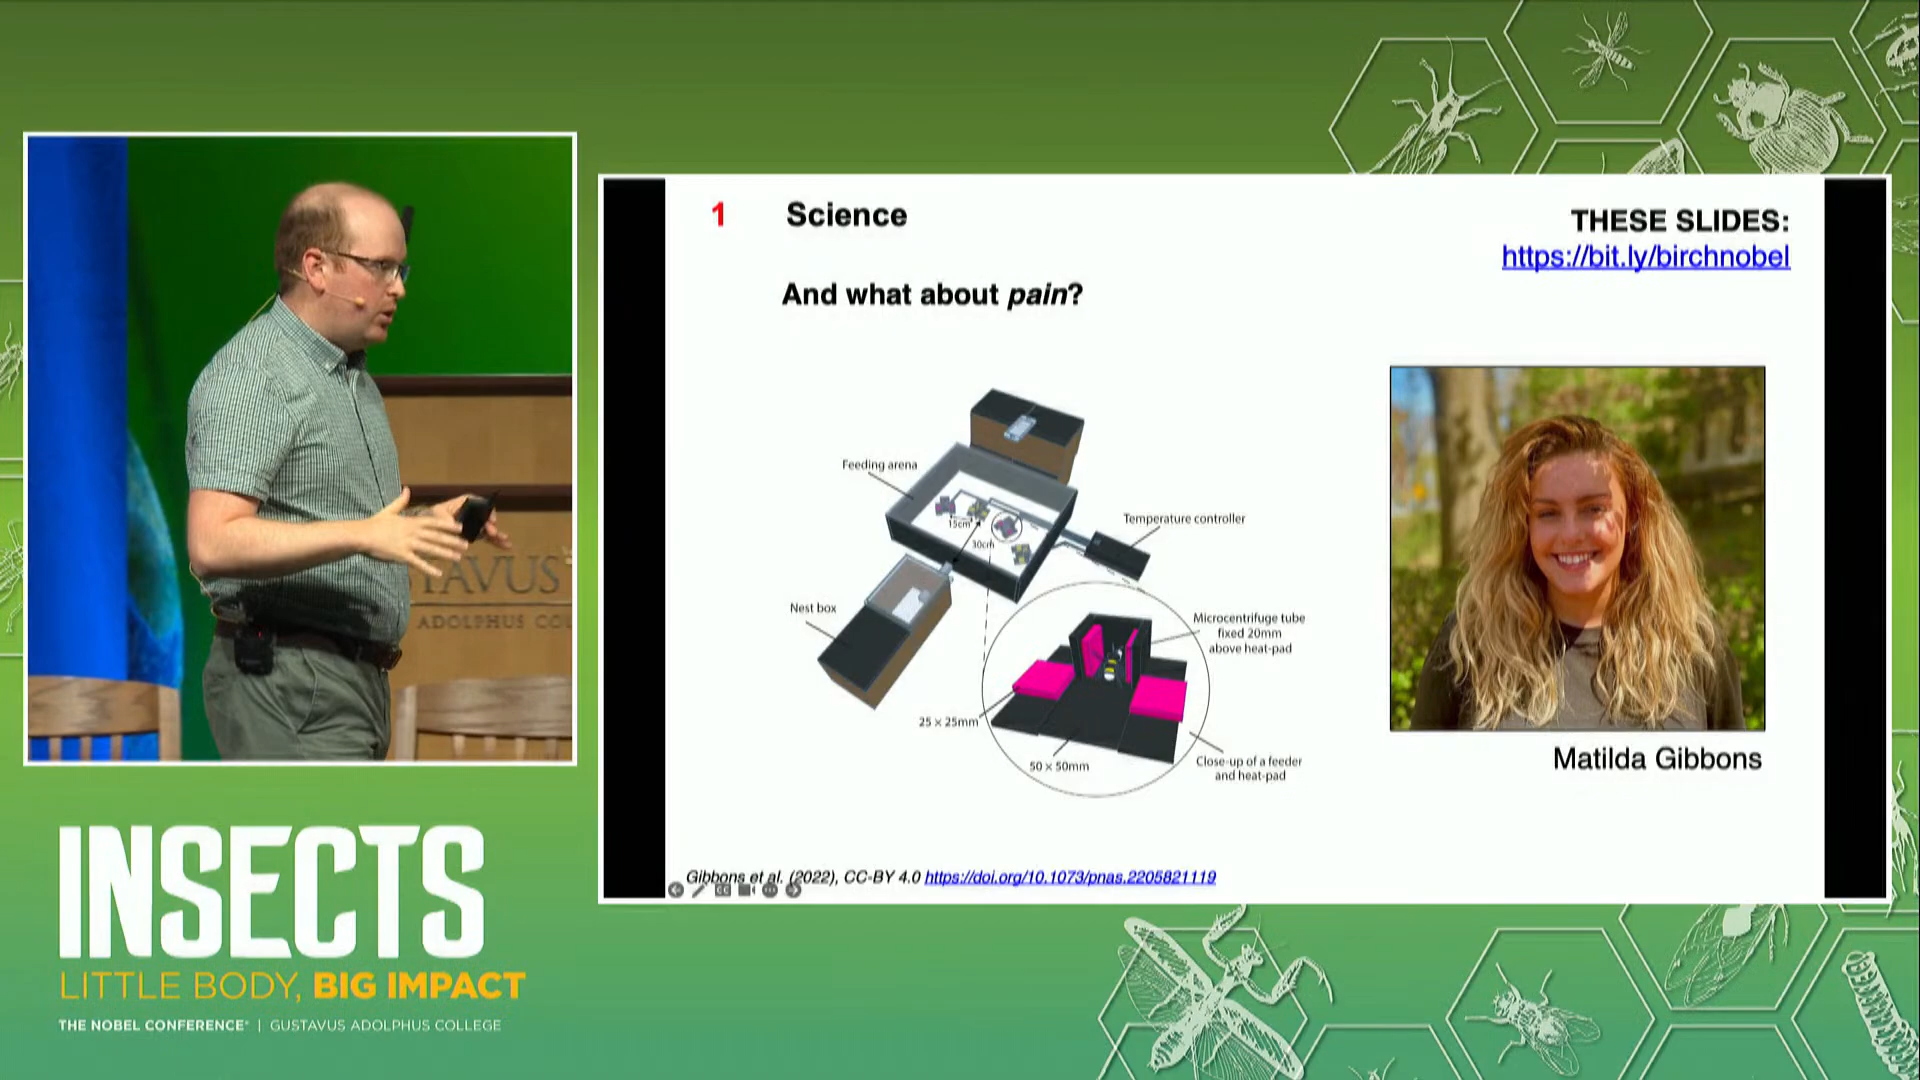 1 Science
THESE SLIDES:
https://bit.ly/birchnobel
And what about pain?
Feeding arena
15cm
30cm
Temperature controller
Nest box
Microcentrifuge tube
fixed 20mm
above heat-pad
25 × 25mm
50 × 50mm
Close-up of a feeder
and heat-pad
Matilda Gibbons
Gibbons et al. (2022), CC-BY 4.0 https://doi.org/10.1073/pnas.2205821119
TAVUS
ADOLPHUS COL
INSECTS
LITTLE BODY, BIG IMPACT
THE NOBEL CONFERENCE® | GUSTAVUS ADOLPHUS COLLEGE